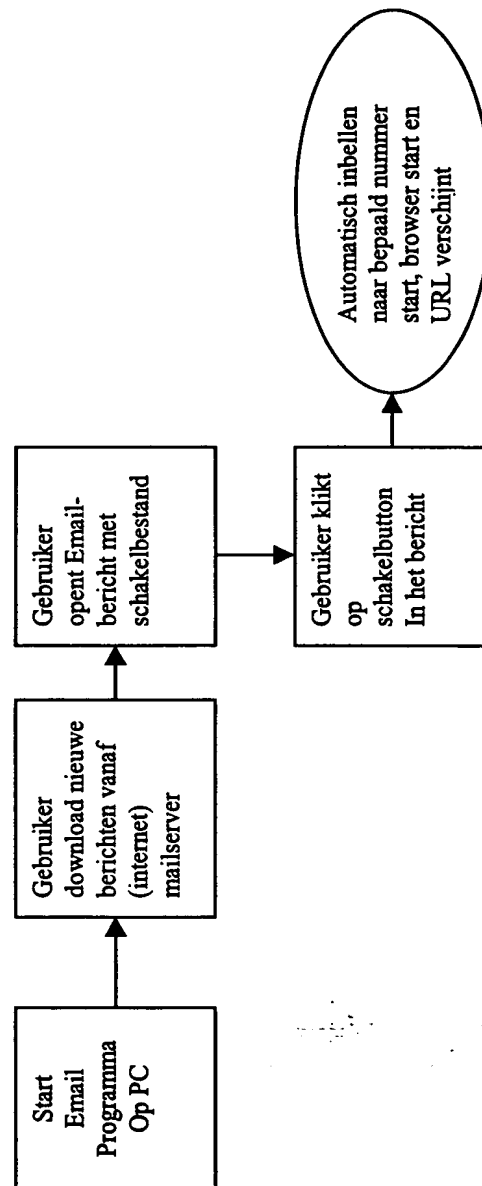 Start
Email
Programma
Op PC
Gebruiker
download nieuwe
berichten vanaf
(internet)
mailserver
Gebruiker
opent Email-
bericht met
schakelbestand
Gebruiker klikt
op
schakelbutton
In het bericht
Automatisch inbellen
naar bepaald nummer
start, browser start en
URL verschijnt